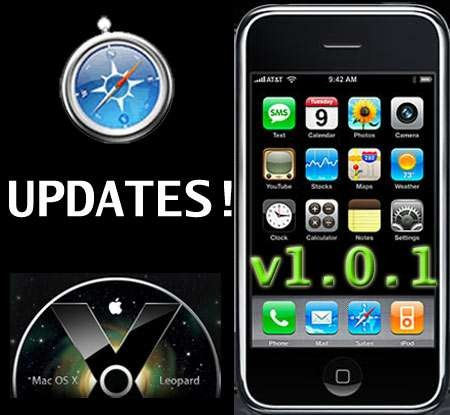 UPDATES!
Mac OS X
Leopard
AT&T
9:42 AM
SMS
Tuesday
9
280
73°
Text
Calendar
Photos
Camera
YouTube
Stocks
Maps
Weather
Clock
Calculator
Notes
Settings
v1.0.1
Phone
Mail
Safari
iPod